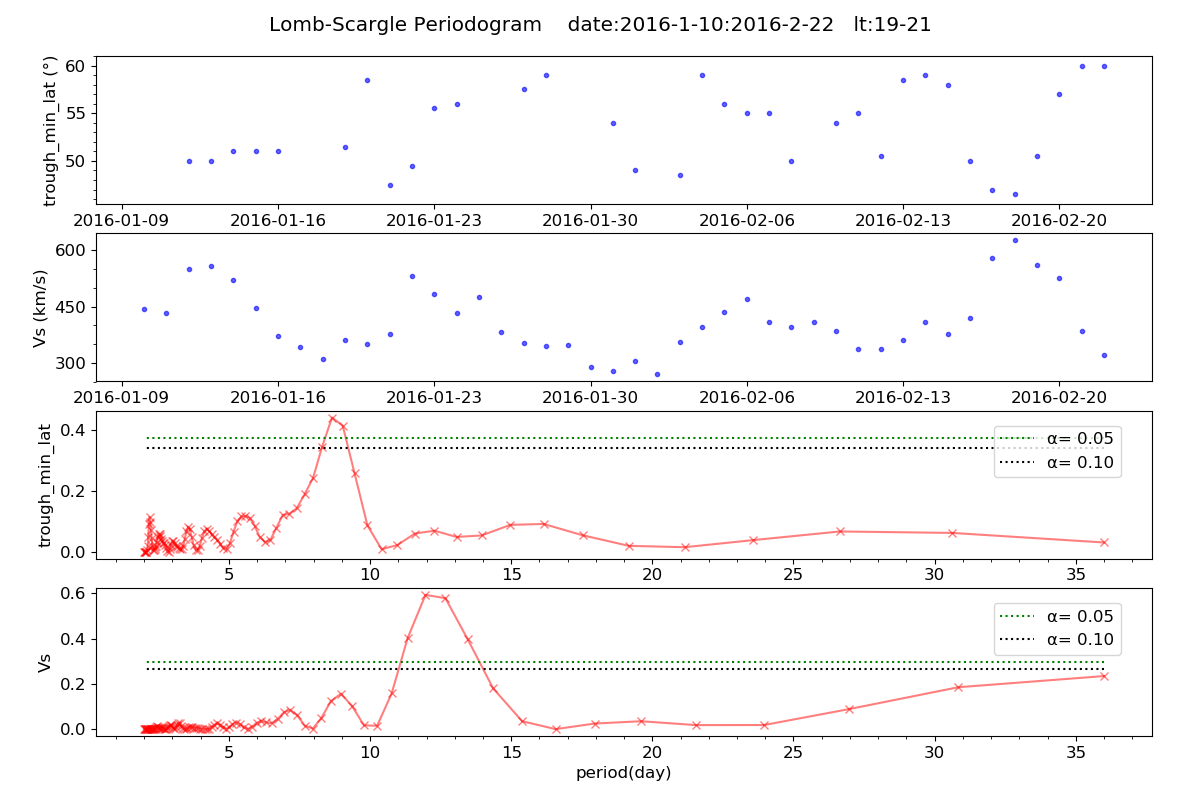 Lomb-Scargle Periodogram    date:2016-1-10:2016-2-22   lt:19-21
trough_min_lat (°)
60
55
50
2016-01-09 2016-01-16 2016-01-23 2016-01-30 2016-02-06 2016-02-13 2016-02-20
Vs (km/s)
600
450
300
2016-01-09 2016-01-16 2016-01-23 2016-01-30 2016-02-06 2016-02-13 2016-02-20
trough_min_lat
0.4
0.2
0.0
α= 0.05
α= 0.10
5 10 15 20 25 30 35
Vs
0.6
0.4
0.2
0.0
α= 0.05
α= 0.10
5 10 15 20 25 30 35
period(day)